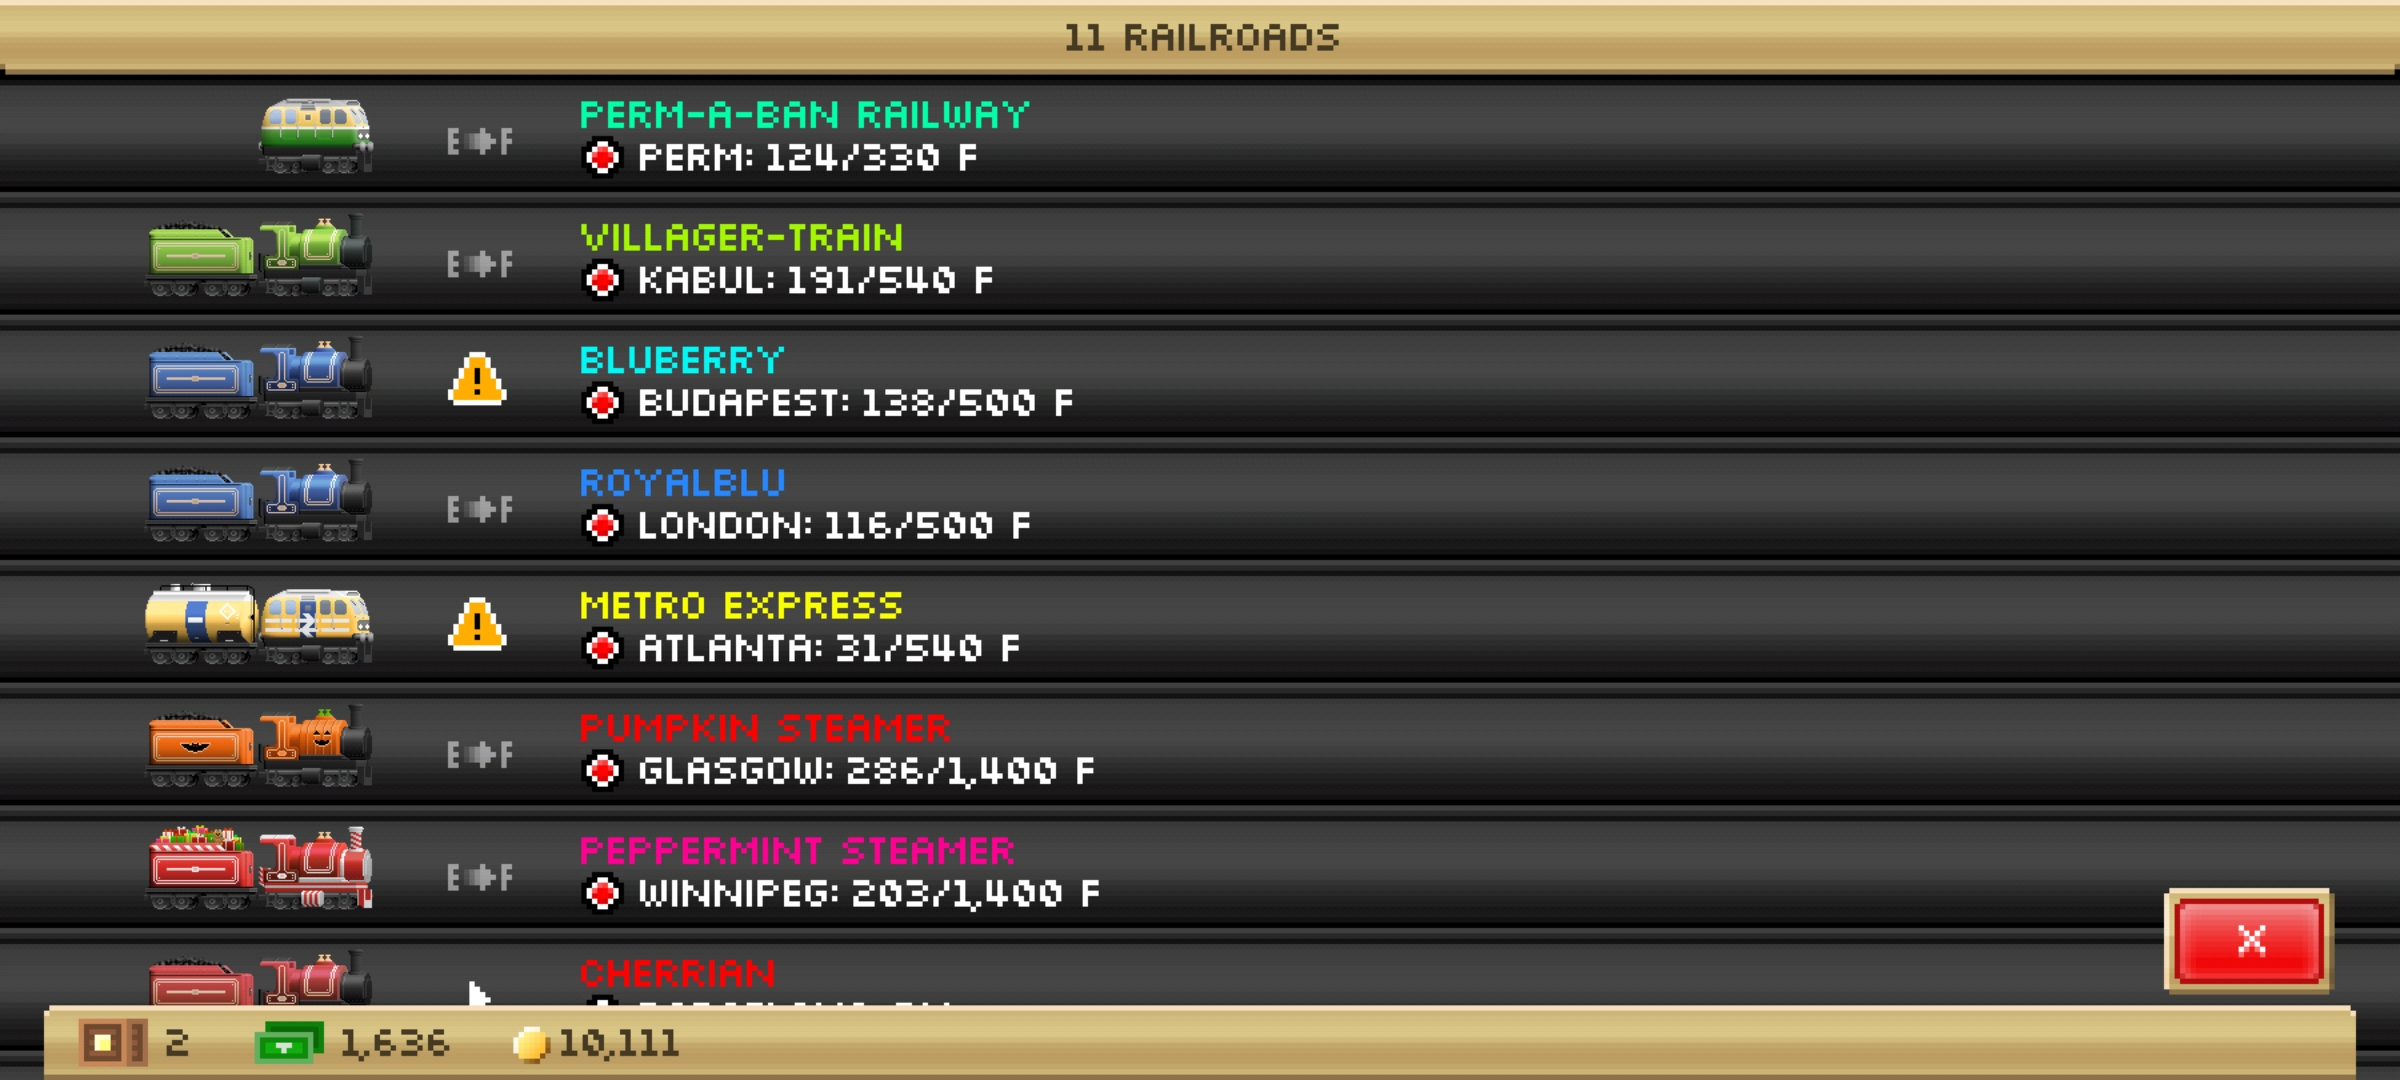 11 RAILROADS
PERM-A-BAN RAILWAY
E F
PERM: 124/330 F
VILLAGER-TRAIN
E F
KABUL: 191/540 F
BLUBERRY
!
BUDAPEST: 138/500 F
ROYALBLU
E F
LONDON: 116/500 F
METRO EXPRESS
!
ATLANTA: 31/540 F
PUMPKIN STEAMER
E F
GLASGOW: 286/1,400 F
PEPPERMINT STEAMER
E F
WINNIPEG: 203/1,400 F
X
CHERRIAN
2 1,636 10,111